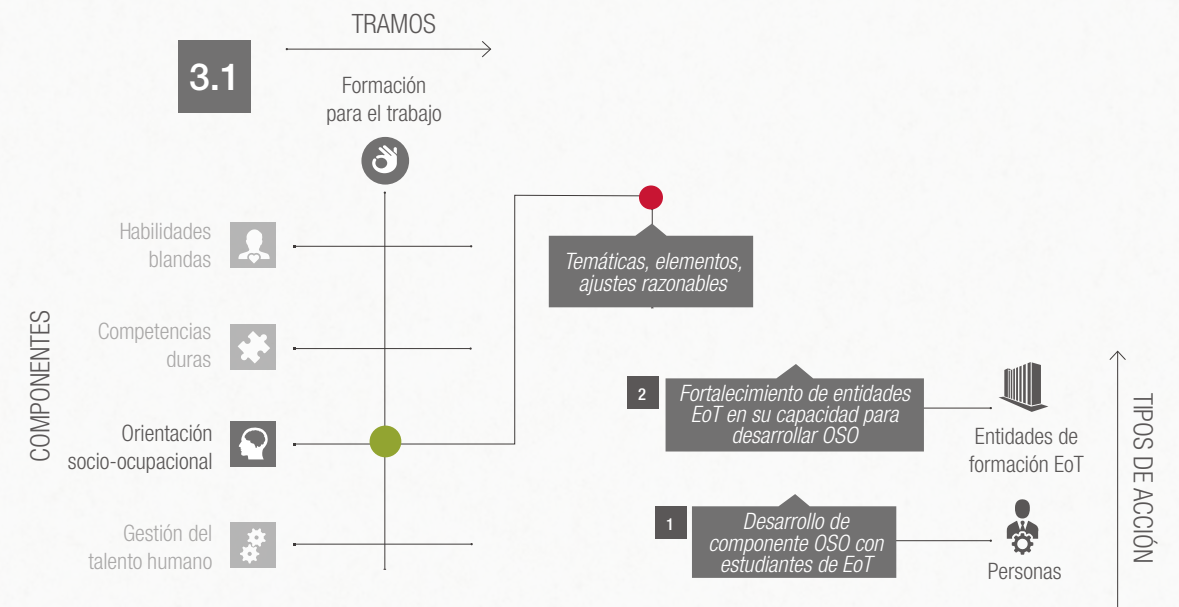 TRAMOS
3.1
Formación
para el trabajo
Habilidades
blandas
Competencias
duras
Orientación
socio-ocupacional
Gestión del
talento humano
COMPONENTES
Temáticas, elementos,
ajustes razonables
2
Fortalecimiento de entidades
EoT en su capacidad para
desarrollar OSO
Entidades de
formación EoT
1
Desarrollo de
componente OSO con
estudiantes de EoT
Personas
TIPOS DE ACCIÓN